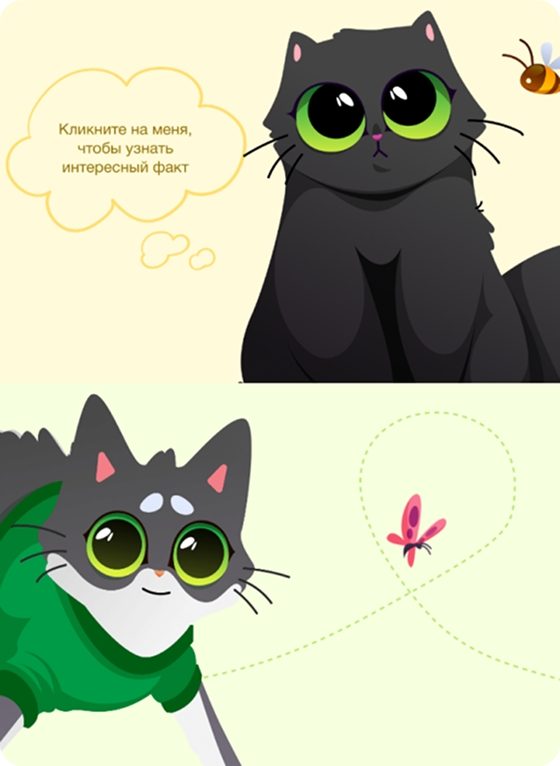 Кликните на меня,
чтобы узнать
интересный факт